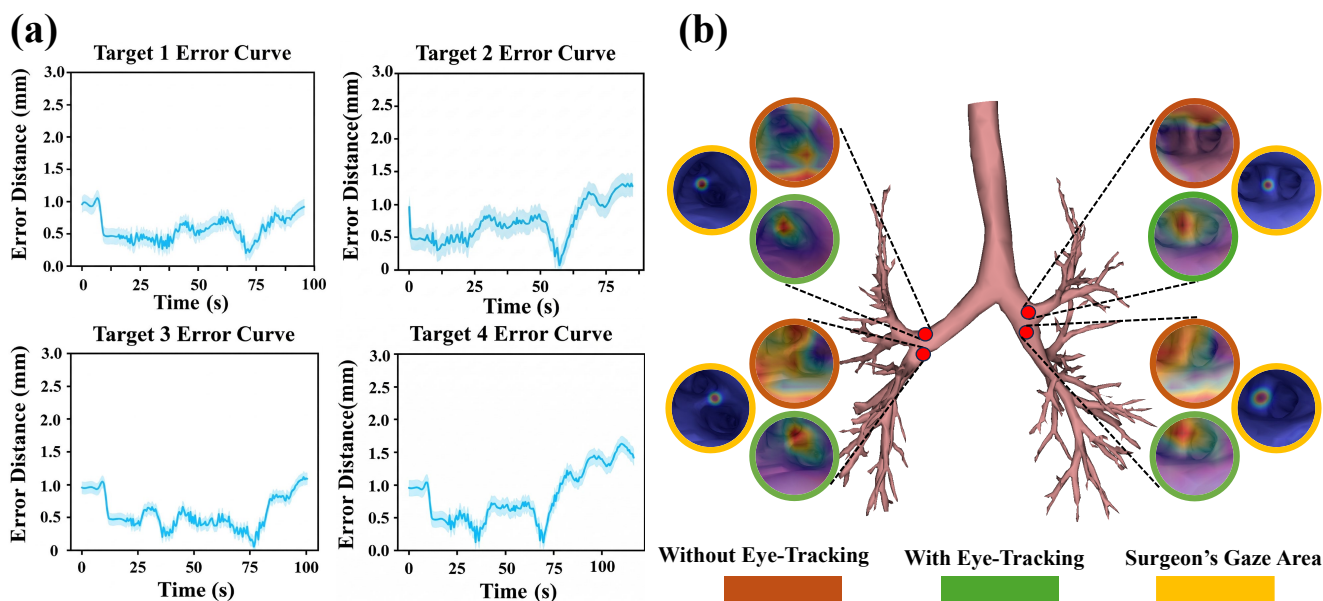 (a)
Target 1 Error Curve
Error Distance (mm)
3.0
2.5
2.0
1.5
1.0
0.5
0.0
0 25 50 75 100
Time (s)
Target 2 Error Curve
Error Distance(mm)
3.0
2.5
2.0
1.5
1.0
0.5
0.0
0 25 50 75
Time (s)
Target 3 Error Curve
Error Distance (mm)
3.0
2.5
2.0
1.5
1.0
0.5
0.0
0 25 50 75 100
Time (s)
Target 4 Error Curve
Error Distance(mm)
3.0
2.5
2.0
1.5
1.0
0.5
0.0
0 25 50 75 100
Time (s)
(b)
Without Eye-Tracking
With Eye-Tracking
Surgeon's Gaze Area